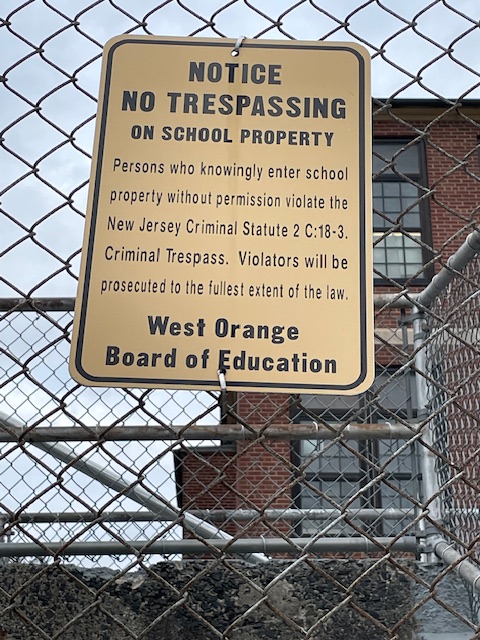 NOTICE
NO TRESPASSING
ON SCHOOL PROPERTY
Persons who knowingly enter school
property without permission violate the
New Jersey Criminal Statute 2 C:18-3.
Criminal Trespass. Violators will be
prosecuted to the fullest extent of the law.
West Orange
Board of Education